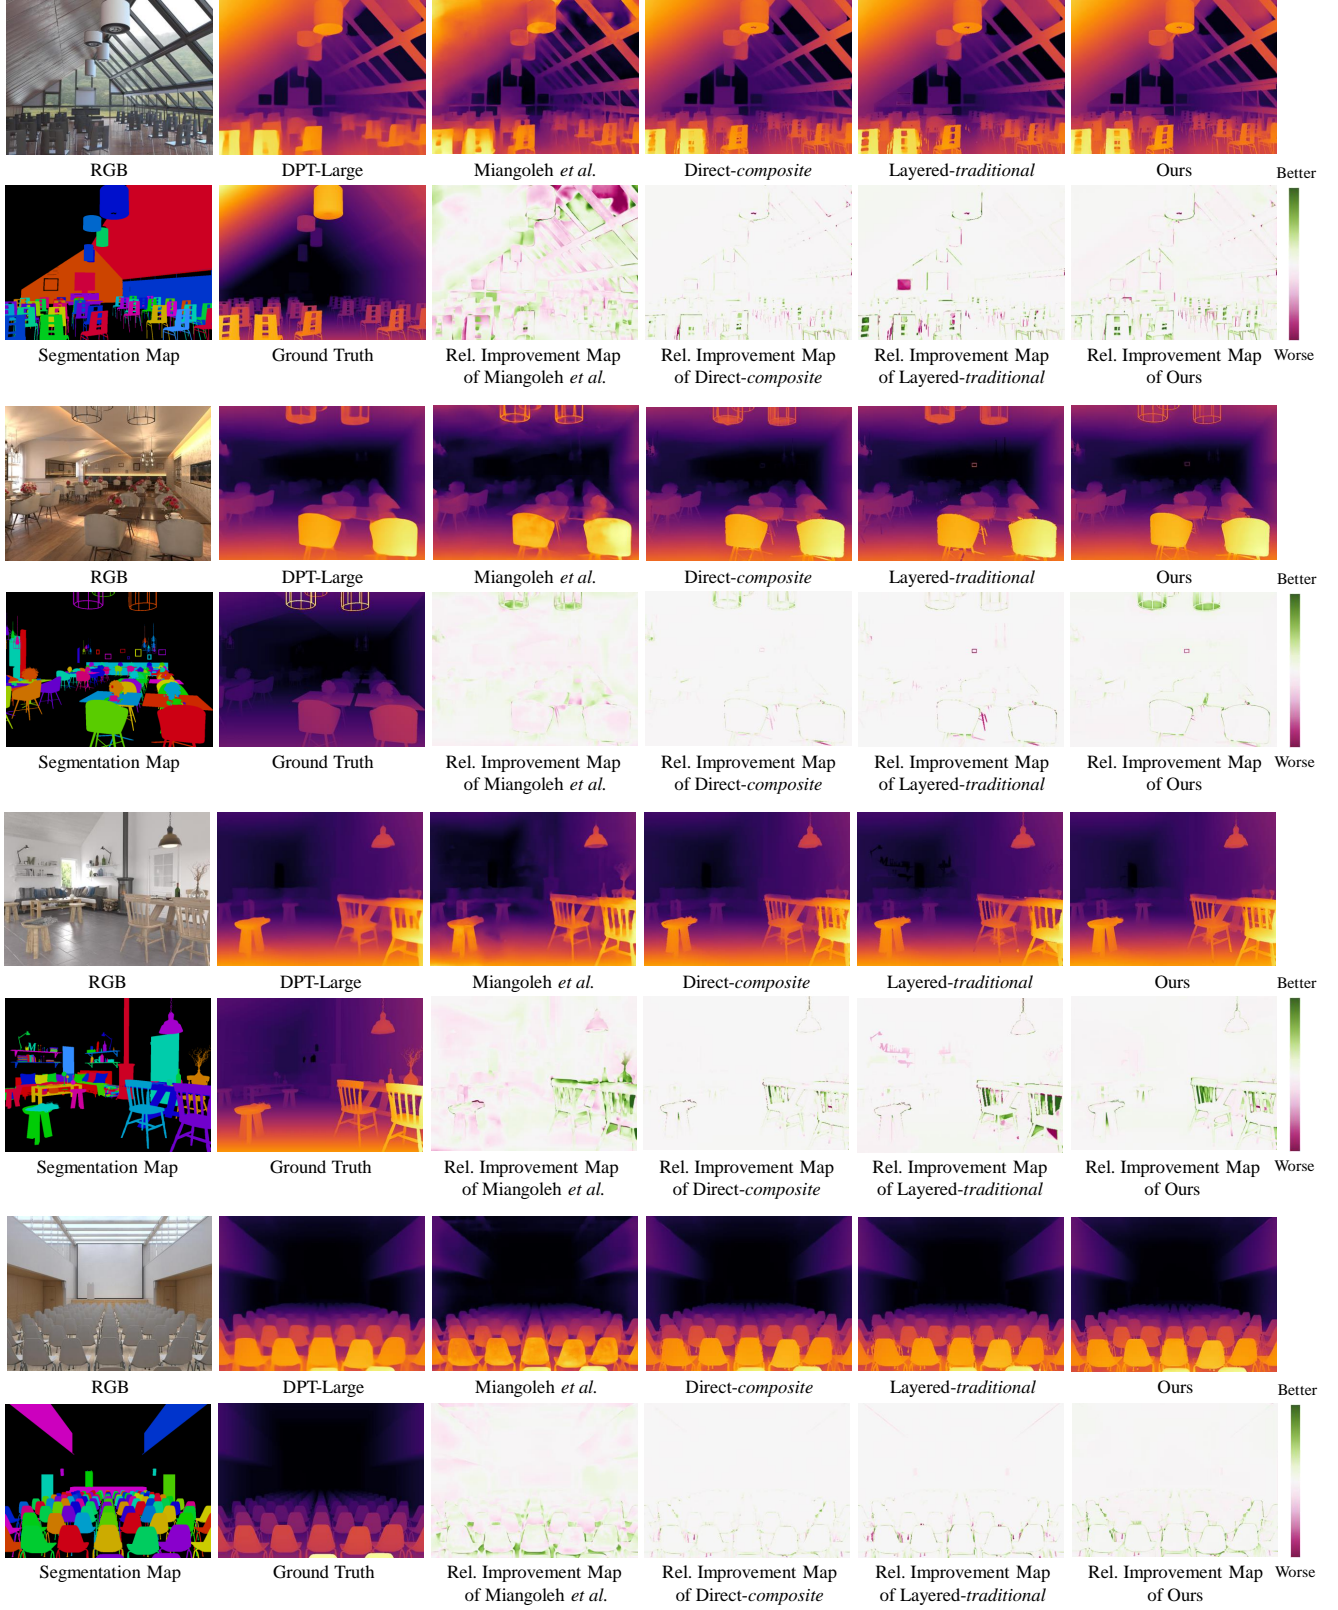 RGB
DPT-Large
Miangoleh et al.
Direct-composite
Layered-traditional
Ours
Better
Segmentation Map
Ground Truth
Rel. Improvement Map
of Miangoleh et al.
Rel. Improvement Map
of Direct-composite
Rel. Improvement Map
of Layered-traditional
Rel. Improvement Map
of Ours
Worse
RGB
DPT-Large
Miangoleh et al.
Direct-composite
Layered-traditional
Ours
Better
Segmentation Map
Ground Truth
Rel. Improvement Map
of Miangoleh et al.
Rel. Improvement Map
of Direct-composite
Rel. Improvement Map
of Layered-traditional
Rel. Improvement Map
of Ours
Worse
RGB
DPT-Large
Miangoleh et al.
Direct-composite
Layered-traditional
Ours
Better
Segmentation Map
Ground Truth
Rel. Improvement Map
of Miangoleh et al.
Rel. Improvement Map
of Direct-composite
Rel. Improvement Map
of Layered-traditional
Rel. Improvement Map
of Ours
Worse
RGB
DPT-Large
Miangoleh et al.
Direct-composite
Layered-traditional
Ours
Better
Segmentation Map
Ground Truth
Rel. Improvement Map
of Miangoleh et al.
Rel. Improvement Map
of Direct-composite
Rel. Improvement Map
of Layered-traditional
Rel. Improvement Map
of Ours
Worse